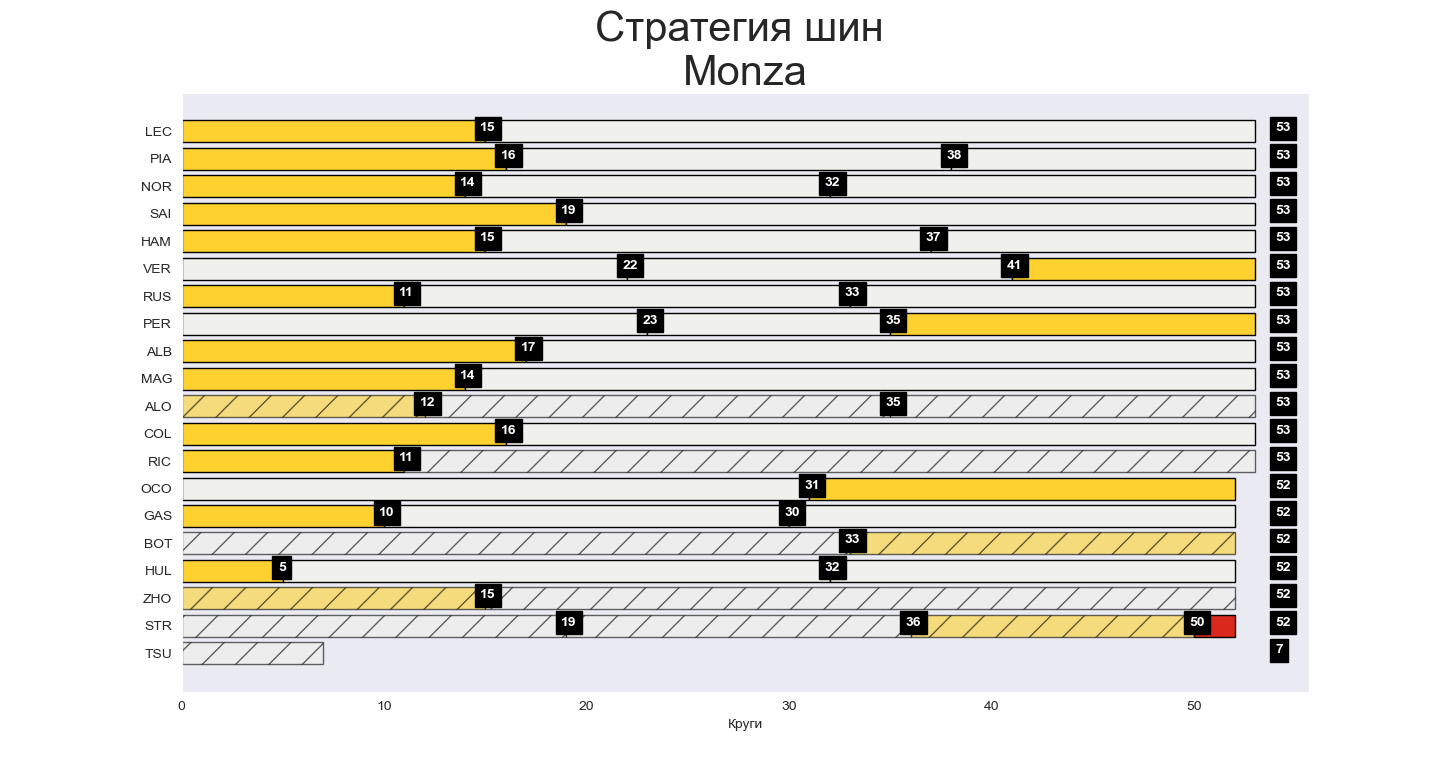 Стратегия шин
Monza
LEC 15 53
PIA 16 38 53
NOR 14 32 53
SAI 19 53
HAM 15 37 53
VER 22 41 53
RUS 11 33 53
PER 23 35 53
ALB 17 53
MAG 14 53
ALO 12 35 53
COL 16 53
RIC 11 53
OCO 31 52
GAS 10 30 52
BOT 33 52
HUL 5 32 52
ZHO 15 52
STR 19 36 50 52
TSU 7
0 10 20 30 40 50
Круги